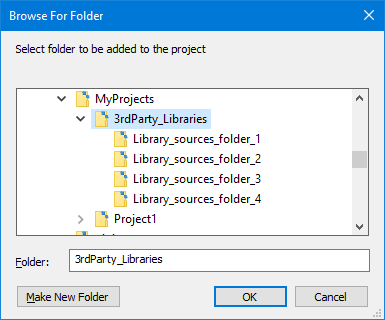 Browse For Folder
Select folder to be added to the project
MyProjects
3rdParty_Libraries
Library_sources_folder_1
Library_sources_folder_2
Library_sources_folder_3
Library_sources_folder_4
Project1
Folder: 3rdParty_Libraries
Make New Folder OK Cancel